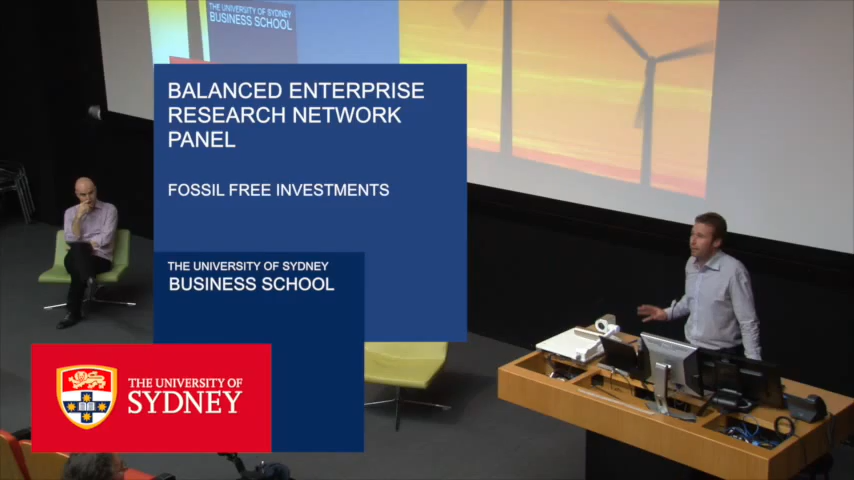 THE UNIVERSITY OF SYDNEY
BUSINESS SCHOOL
BALANCED ENTERPRISE
RESEARCH NETWORK
PANEL
FOSSIL FREE INVESTMENTS
THE UNIVERSITY OF SYDNEY
BUSINESS SCHOOL
THE UNIVERSITY OF
SYDNEY